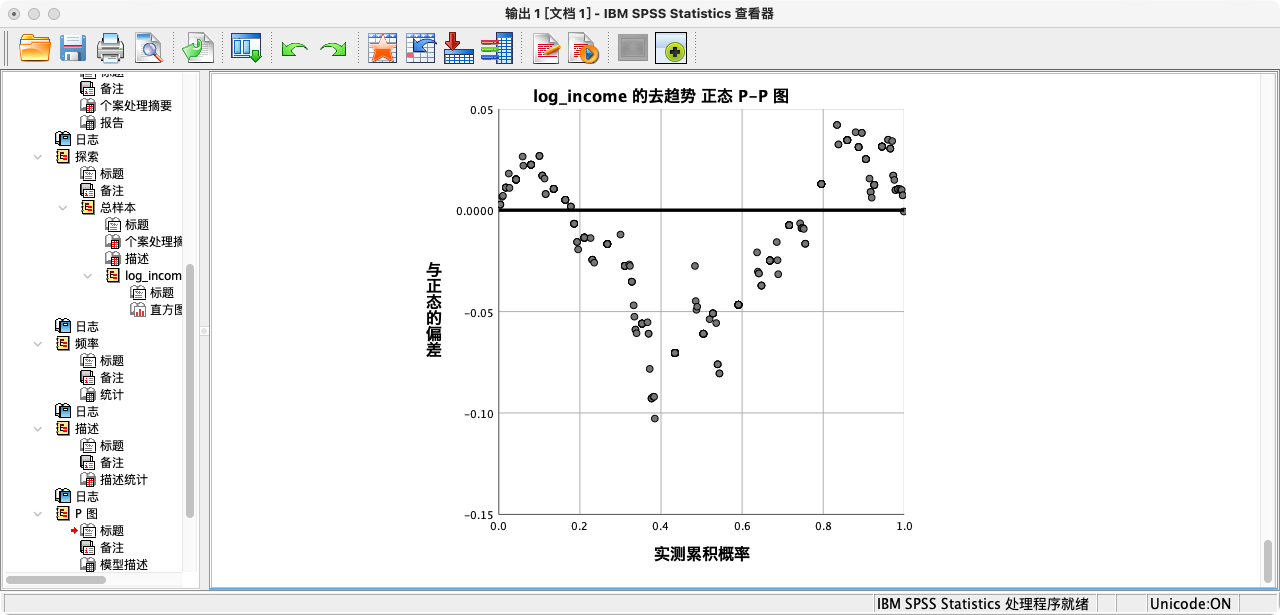 输出 1 [文档 1] - IBM SPSS Statistics 查看器
标题
备注
个案处理摘要
报告
日志
探索
标题
备注
总样本
标题
个案处理摘
描述
log_incom
标题
直方图
日志
频率
标题
备注
统计
日志
描述
标题
备注
描述统计
日志
P 图
标题
备注
模型描述
log_income 的去趋势 正态 P-P 图
与正态的偏差
0.05
0.0000
-0.05
-0.10
-0.15
0.0 0.2 0.4 0.6 0.8 1.0
实测累积概率
IBM SPSS Statistics 处理程序就绪 Unicode:ON